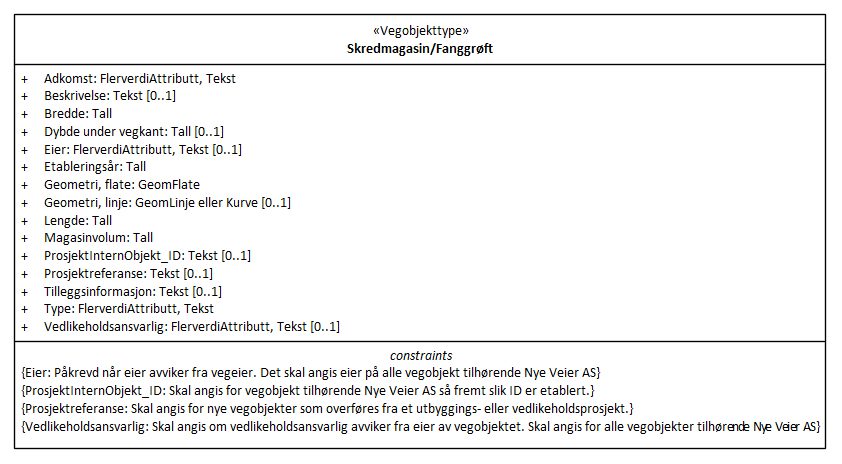 «Vegobjekttype»
Skredmagasin/Fanggrøft
+ Adkomst: FlerverdiAttributt, Tekst
+ Beskrivelse: Tekst [0..1]
+ Bredde: Tall
+ Dybde under vegkant: Tall [0..1]
+ Eier: FlerverdiAttributt, Tekst [0..1]
+ Etableringsår: Tall
+ Geometri, flate: GeomFlate
+ Geometri, linje: GeomLinje eller Kurve [0..1]
+ Lengde: Tall
+ Magasinvolum: Tall
+ ProsjektInternObjekt_ID: Tekst [0..1]
+ Prosjektreferanse: Tekst [0..1]
+ Tilleggsinformasjon: Tekst [0..1]
+ Type: FlerverdiAttributt, Tekst
+ Vedlikeholdsansvarlig: FlerverdiAttributt, Tekst [0..1]
constraints
{Eier: Påkrevd når eier avviker fra vegeier. Det skal angis eier på alle vegobjekt tilhørende Nye Veier AS}
{ProsjektInternObjekt_ID: Skal angis for vegobjekt tilhørende Nye Veier AS så fremt slik ID er etablert.}
{Prosjektreferanse: Skal angis for nye vegobjekter som overføres fra et utbyggings- eller vedlikeholdsprosjekt.}
{Vedlikeholdsansvarlig: Skal angis om vedlikeholdsansvarlig avviker fra eier av vegobjektet. Skal angis for alle vegobjekter tilhørende Nye Veier AS}